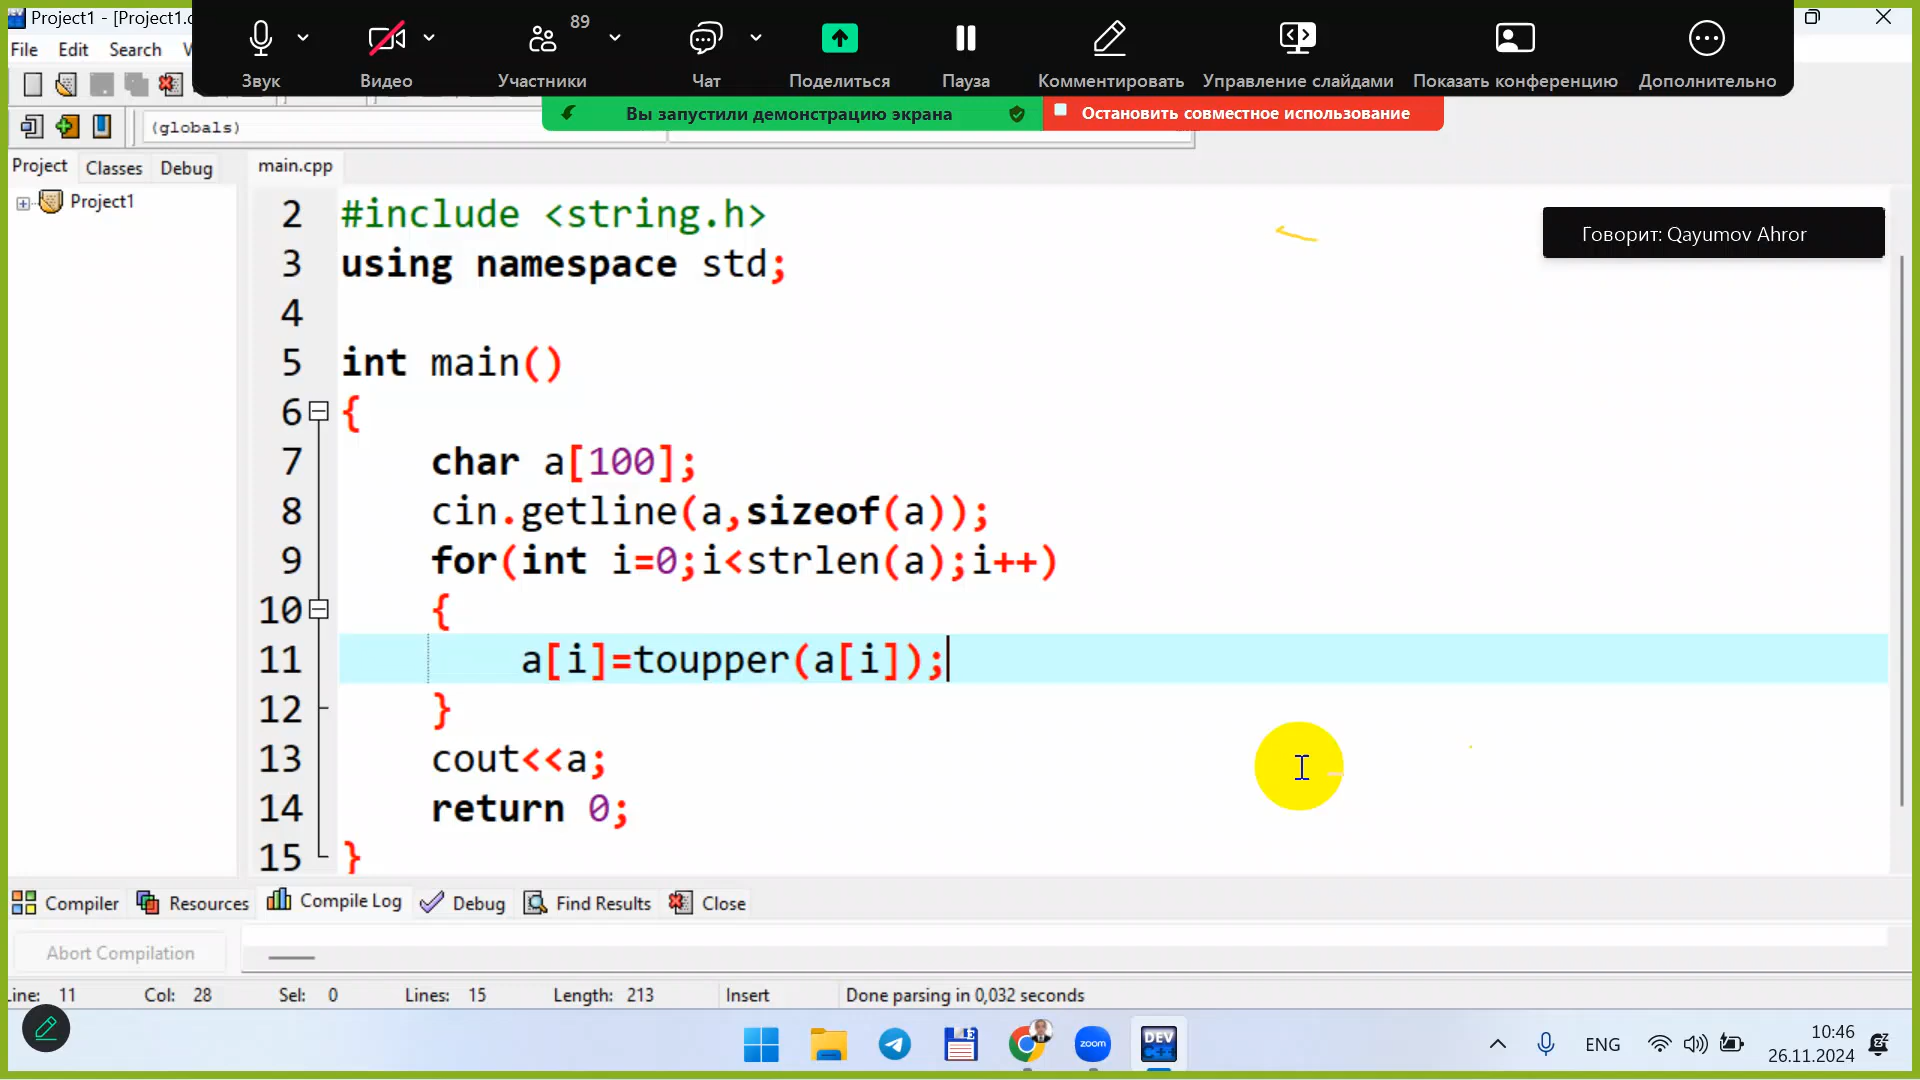 Project1 - [Project1.
File Edit Search
89
Звук
Видео
Участники
Чат
Поделиться
Пауза
Комментировать
Управление слайдами
Показать конференцию
Дополнительно
Вы запустили демонстрацию экрана
Остановить совместное использование
(globals)
Project Classes Debug
main.cpp
Project1
Говорит: Qayumov Ahror
2 #include <string.h>
3 using namespace std;
4
5 int main()
6 {
7 char a[100];
8 cin.getline(a,sizeof(a));
9 for(int i=0;i<strlen(a);i++)
10 {
11 a[i]=toupper(a[i]);
12 }
13 cout<<a;
14 return 0;
15 }
Compiler Resources Compile Log Debug Find Results Close
Abort Compilation
Line: 11 Col: 28 Sel: 0 Lines: 15 Length: 213 Insert Done parsing in 0,032 seconds
zoom
DEV C++
ENG
10:46
26.11.2024